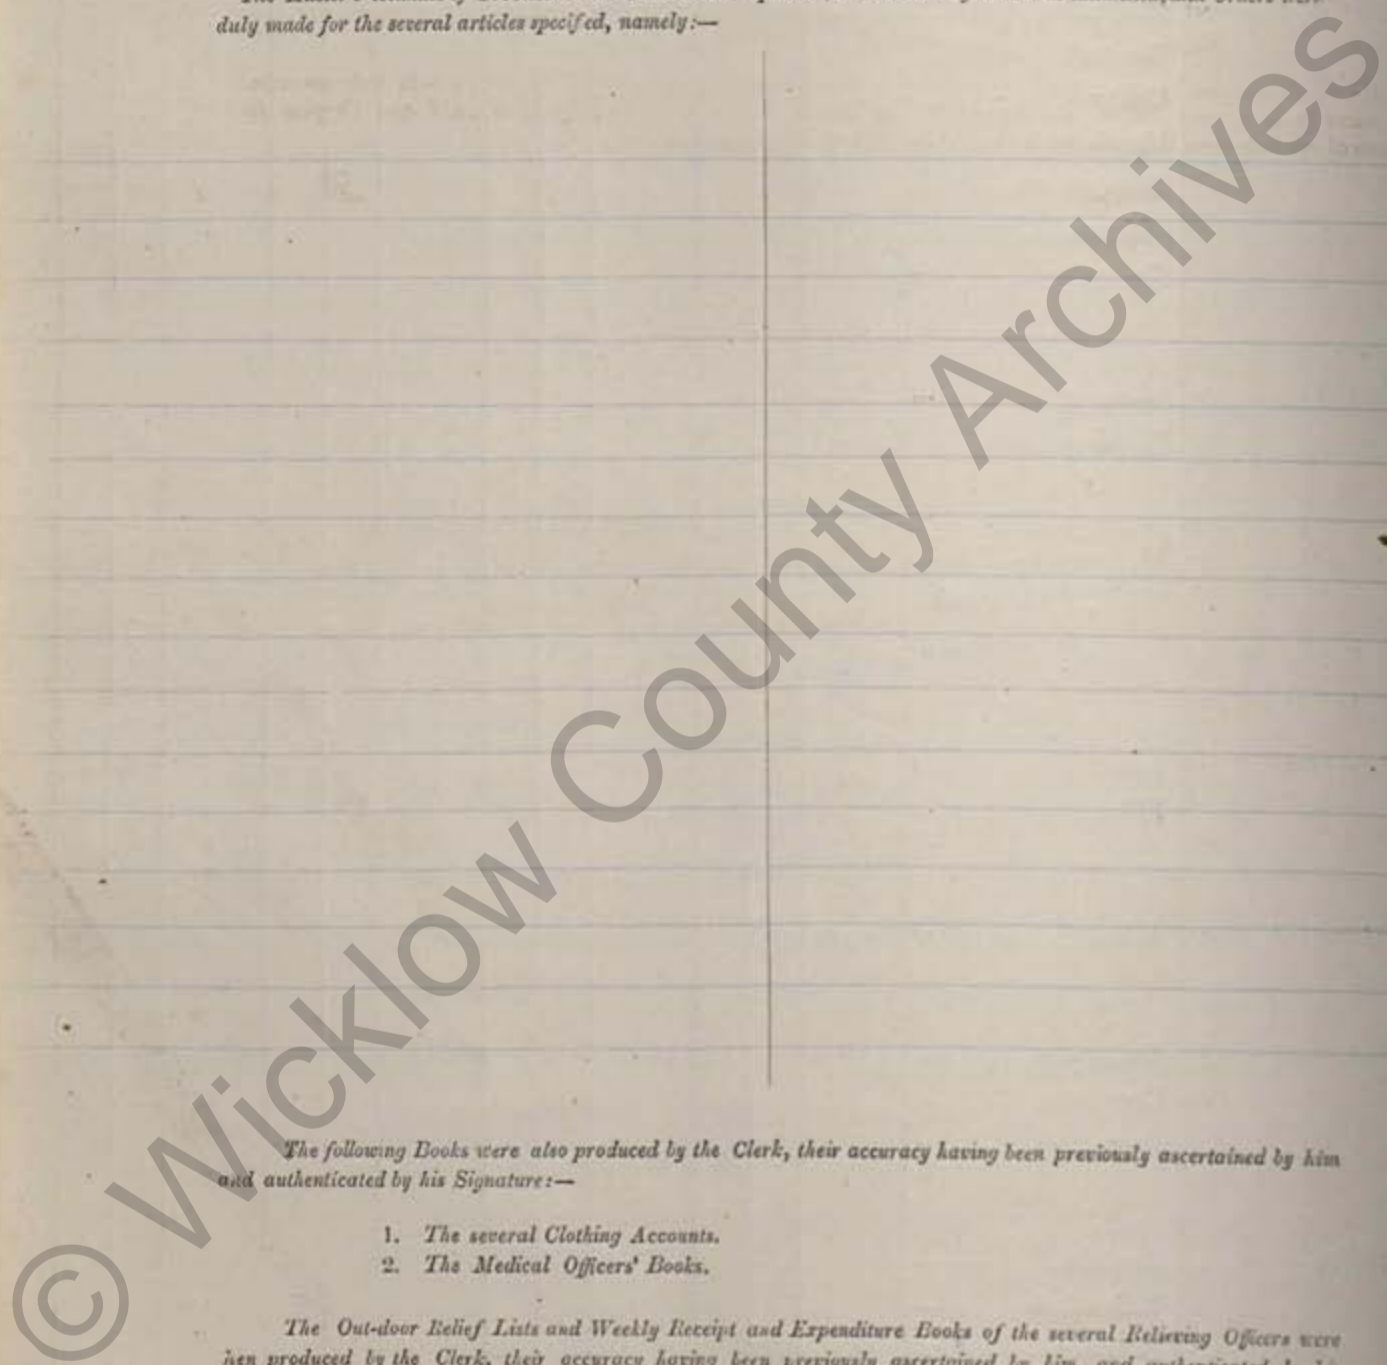 duly made for the several articles specifed, namely:—
The following Books were also produced by the Clerk, their accuracy having been previously ascertained by him
and authenticated by his Signature:—
1. The several Clothing Accounts.
2. The Medical Officers' Books.
The Out-door Relief Lists and Weekly Receipt and Expenditure Books of the several Relieving Officers were
hen produced by the Clerk, their accuracy having been previously ascertained by him, and
© Wicklow County Archives